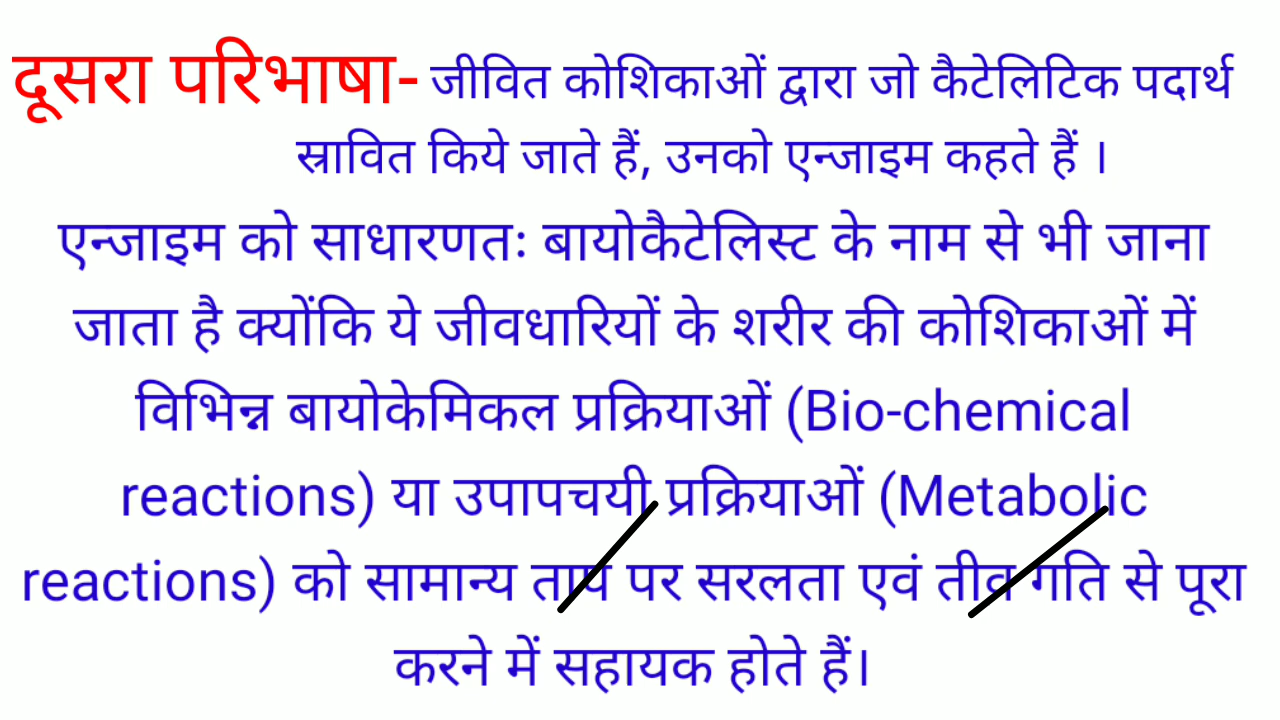 दूसरा परिभाषा- जीवित कोशिकाओं द्वारा जो कैटेलिटिक पदार्थ
स्रावित किये जाते हैं, उनको एन्जाइम कहते हैं ।
एन्जाइम को साधारणतः बायोकैटेलिस्ट के नाम से भी जाना
जाता है क्योंकि ये जीवधारियों के शरीर की कोशिकाओं में
विभिन्न बायोकेमिकल प्रक्रियाओं (Bio-chemical
reactions) या उपापचयी प्रक्रियाओं (Metabolic
reactions) को सामान्य ताप पर सरलता एवं तीव्र गति से पूरा
करने में सहायक होते हैं।